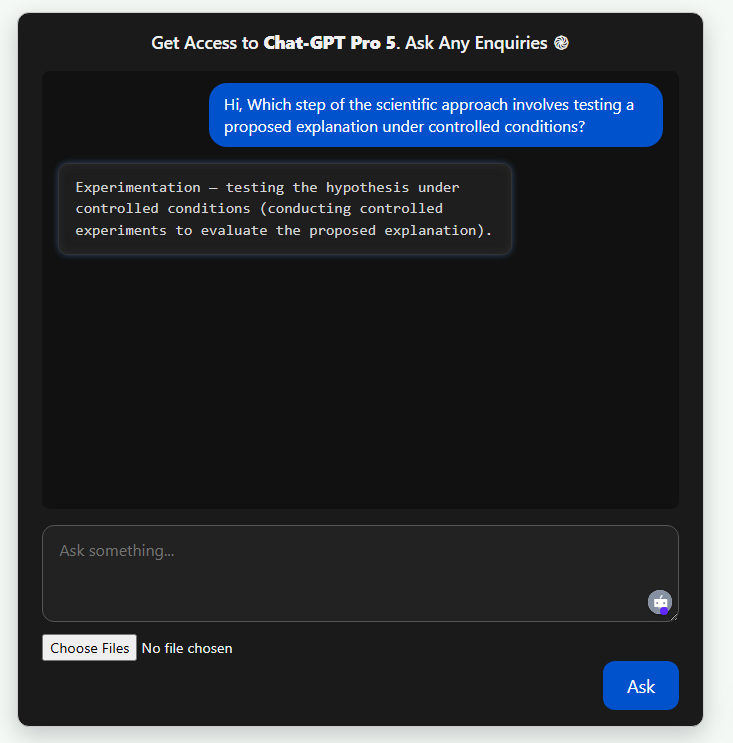 Get Access to Chat-GPT Pro 5. Ask Any Enquiries
Hi, Which step of the scientific approach involves testing a
proposed explanation under controlled conditions?
Experimentation — testing the hypothesis under
controlled conditions (conducting controlled
experiments to evaluate the proposed explanation).
Ask something...
Choose Files No file chosen
Ask